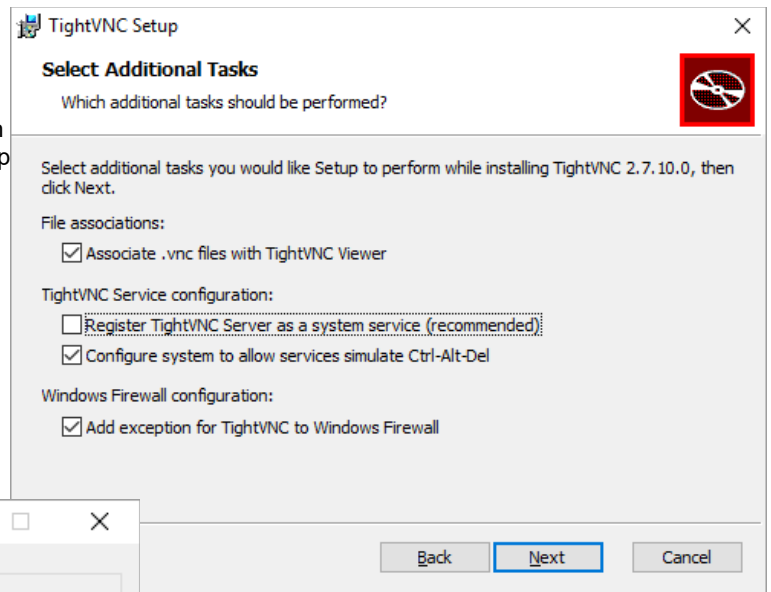 TightVNC Setup
Select Additional Tasks
Which additional tasks should be performed?
p
Select additional tasks you would like Setup to perform while installing TightVNC 2.7.10.0, then
click Next.
File associations:
Associate .vnc files with TightVNC Viewer
TightVNC Service configuration:
Register TightVNC Server as a system service (recommended)
Configure system to allow services simulate Ctrl-Alt-Del
Windows Firewall configuration:
Add exception for TightVNC to Windows Firewall
Back Next Cancel